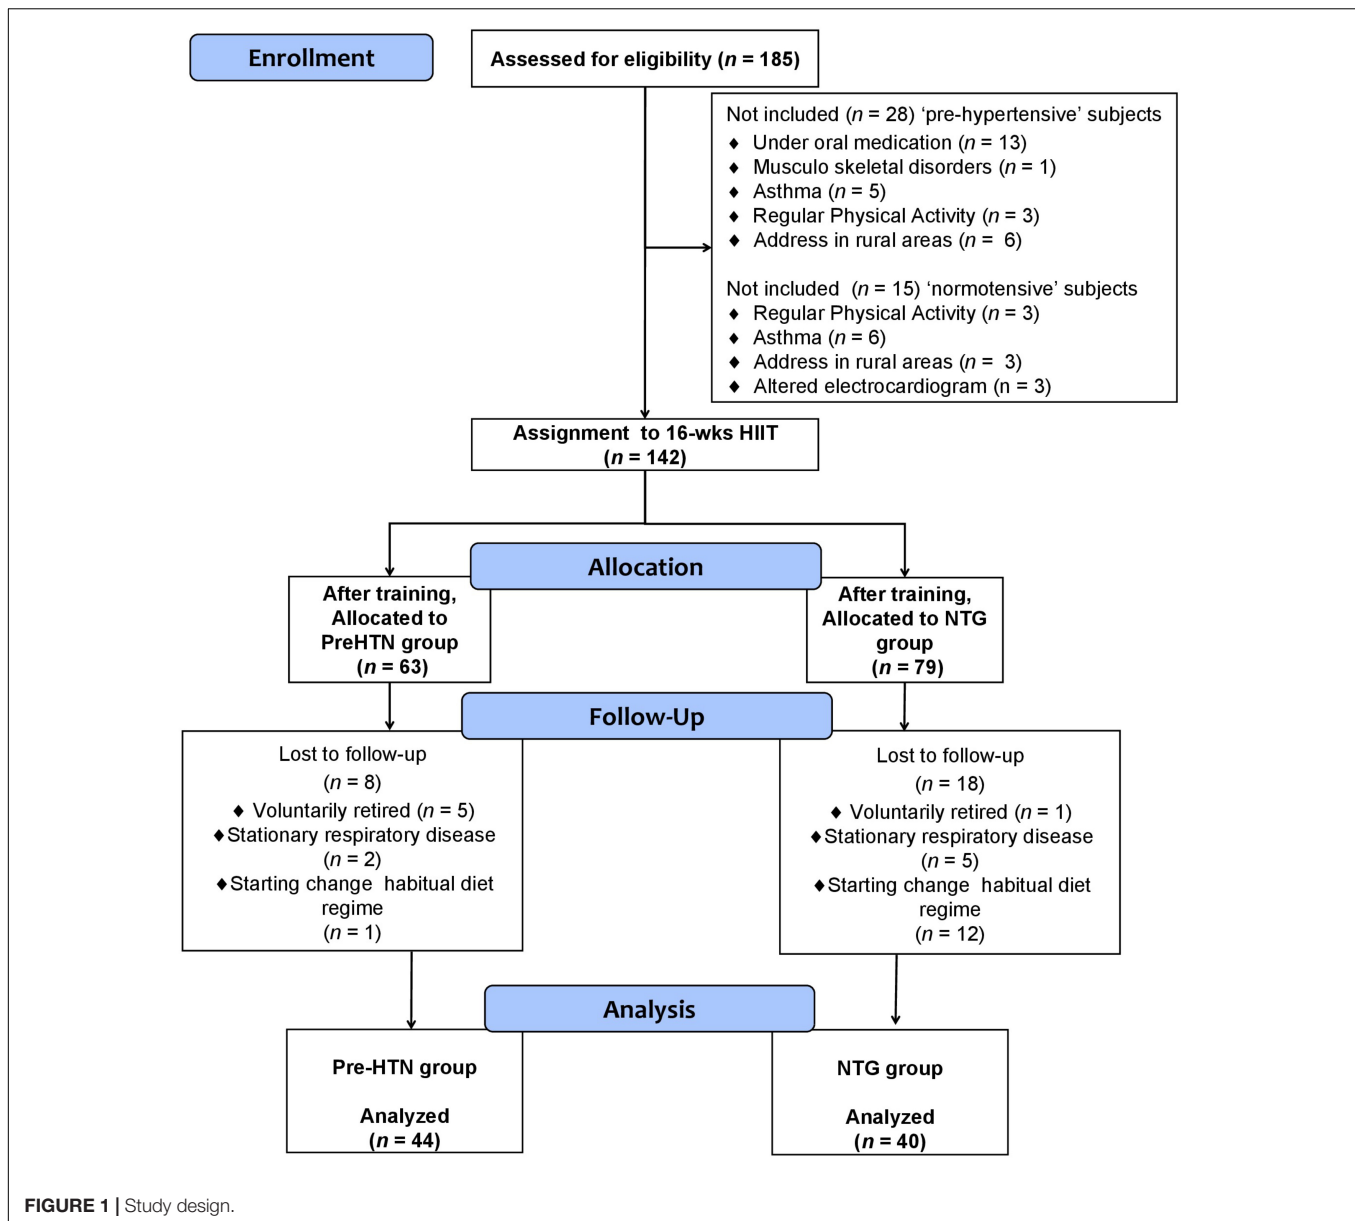 Enrollment
Assessed for eligibility (n = 185)
Not included (n = 28) ‘pre-hypertensive’ subjects
♦ Under oral medication (n = 13)
♦ Musculo skeletal disorders (n = 1)
♦ Asthma (n = 5)
♦ Regular Physical Activity (n = 3)
♦ Address in rural areas (n = 6)
Not included (n = 15) ‘normotensive’ subjects
♦ Regular Physical Activity (n = 3)
♦ Asthma (n = 6)
♦ Address in rural areas (n = 3)
♦ Altered electrocardiogram (n = 3)
Assignment to 16-wks HIIT
(n = 142)
Allocation
After training,
Allocated to
PreHTN group
(n = 63)
After training,
Allocated to NTG
group
(n = 79)
Follow-Up
Lost to follow-up
(n = 8)
♦ Voluntarily retired (n = 5)
♦Stationary respiratory disease
(n = 2)
♦Starting change habitual diet
regime
(n = 1)
Lost to follow-up
(n = 18)
♦ Voluntarily retired (n = 1)
♦Stationary respiratory disease
(n = 5)
♦Starting change habitual diet
regime
(n = 12)
Analysis
Pre-HTN group
Analyzed
(n = 44)
NTG group
Analyzed
(n = 40)
FIGURE 1 | Study design.